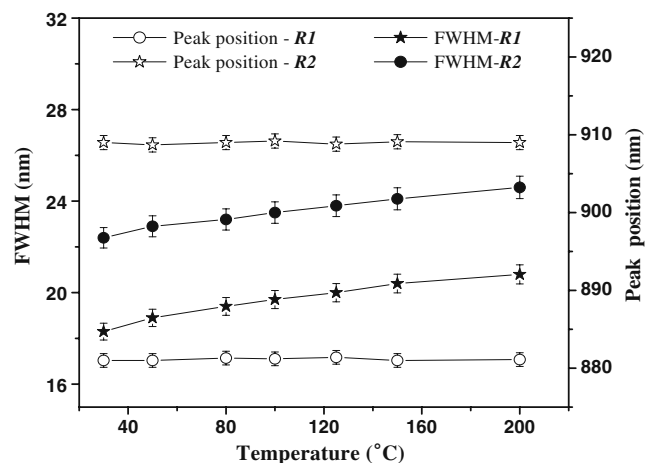 Peak position - R1
FWHM-R1
Peak position - R2
FWHM-R2
32
28
24
20
16
FWHM (nm)
920
910
900
890
880
Peak position (nm)
40 80 120 160 200
Temperature (°C)